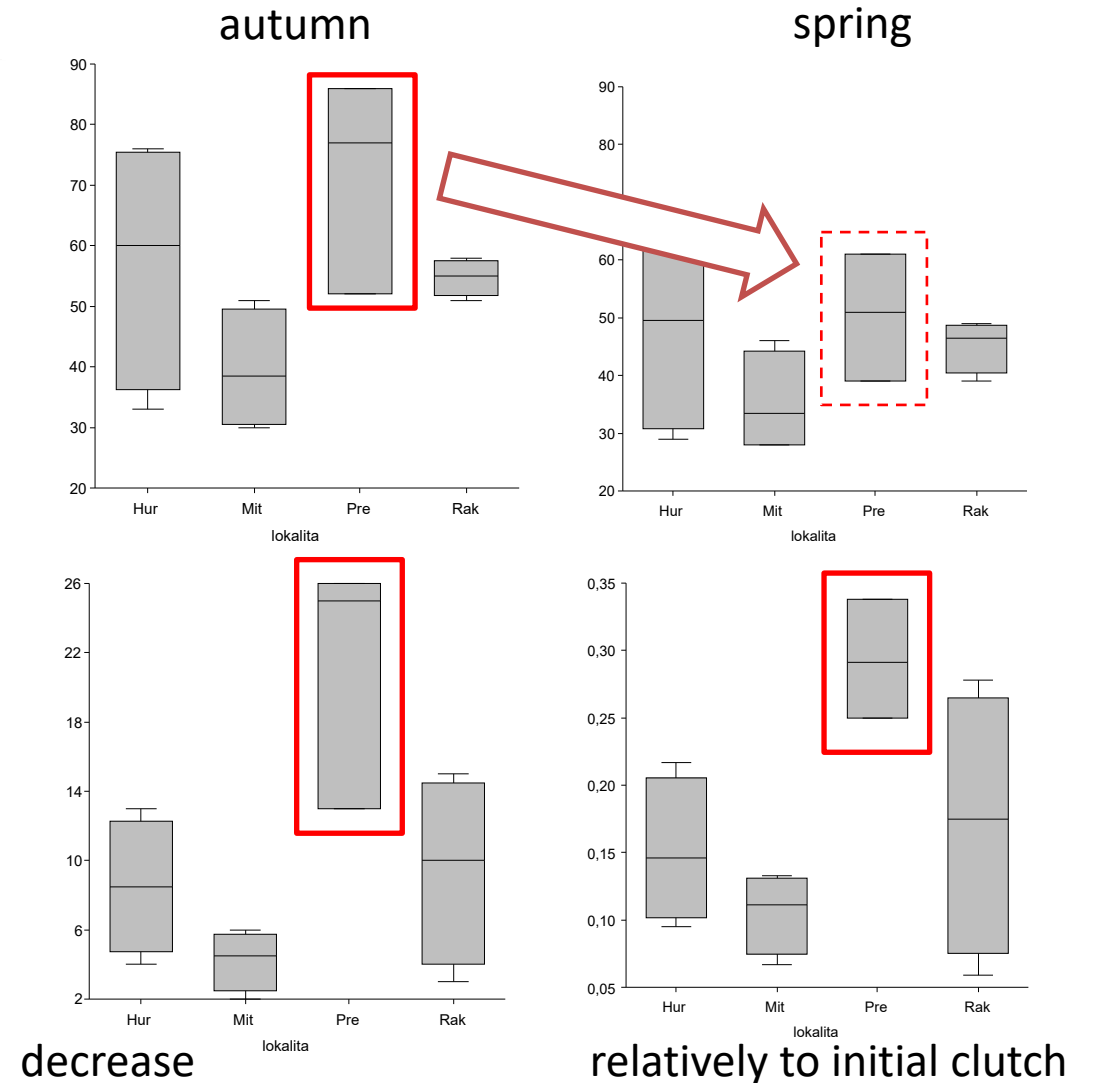 autumn
90
80
70
60
50
40
30
20
Hur Mit Pre Rak
lokalita
spring
90
80
60
50
40
30
20
Hur Mit Pre Rak
lokalita
26
22
18
14
10
6
2
Hur Mit Pre Rak
lokalita
decrease
0,35
0,30
0,25
0,20
0,15
0,10
0,05
Hur Mit Pre Rak
lokalita
relatively to initial clutch